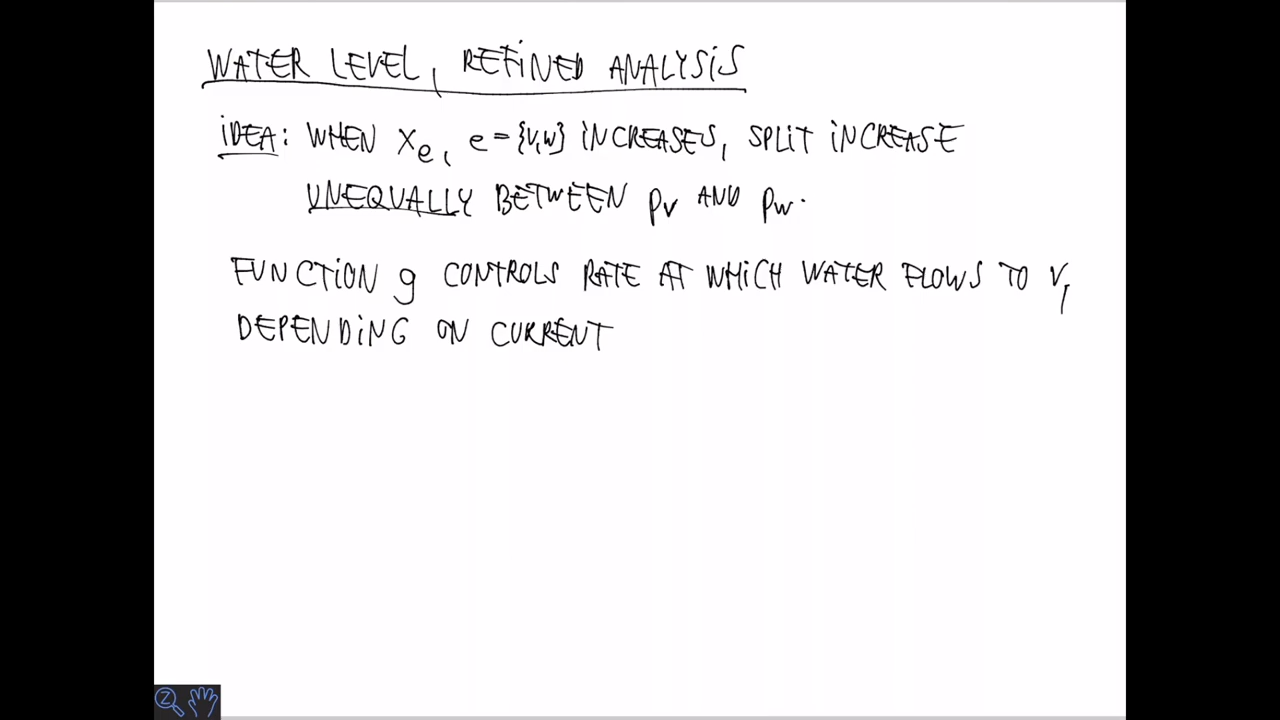 WATER LEVEL, REFINED ANALYSIS
IDEA: WHEN Xe, e={v,w} INCREASES, SPLIT INCREASE
UNEQUALLY BETWEEN pv AND pw.
FUNCTION g CONTROLS RATE AT WHICH WATER FLOWS TO v,
DEPENDING ON CURRENT
Z